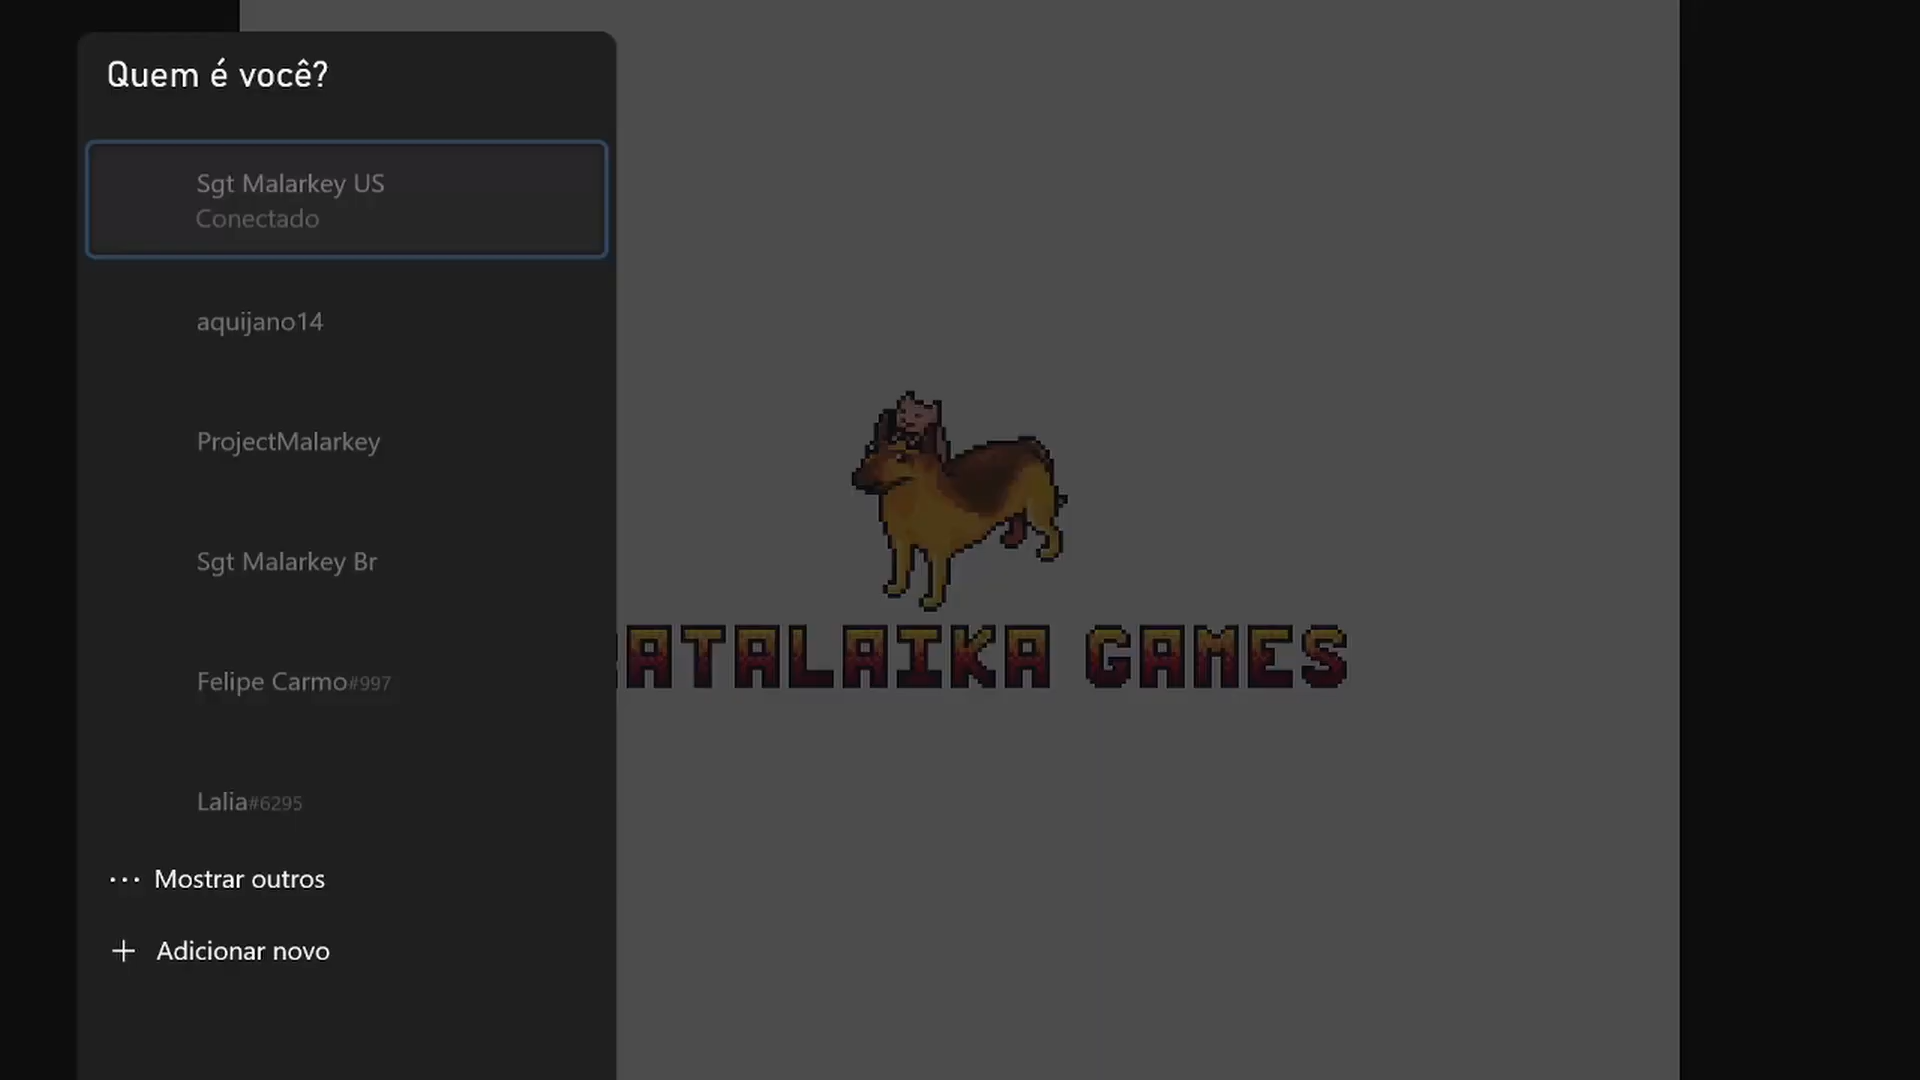 Quem é você?
Sgt Malarkey US
Conectado
aquijano14
ProjectMalarkey
Sgt Malarkey Br
Felipe Carmo#997
Lalia#6295
Mostrar outros
Adicionar novo
ATALAIKA GAMES